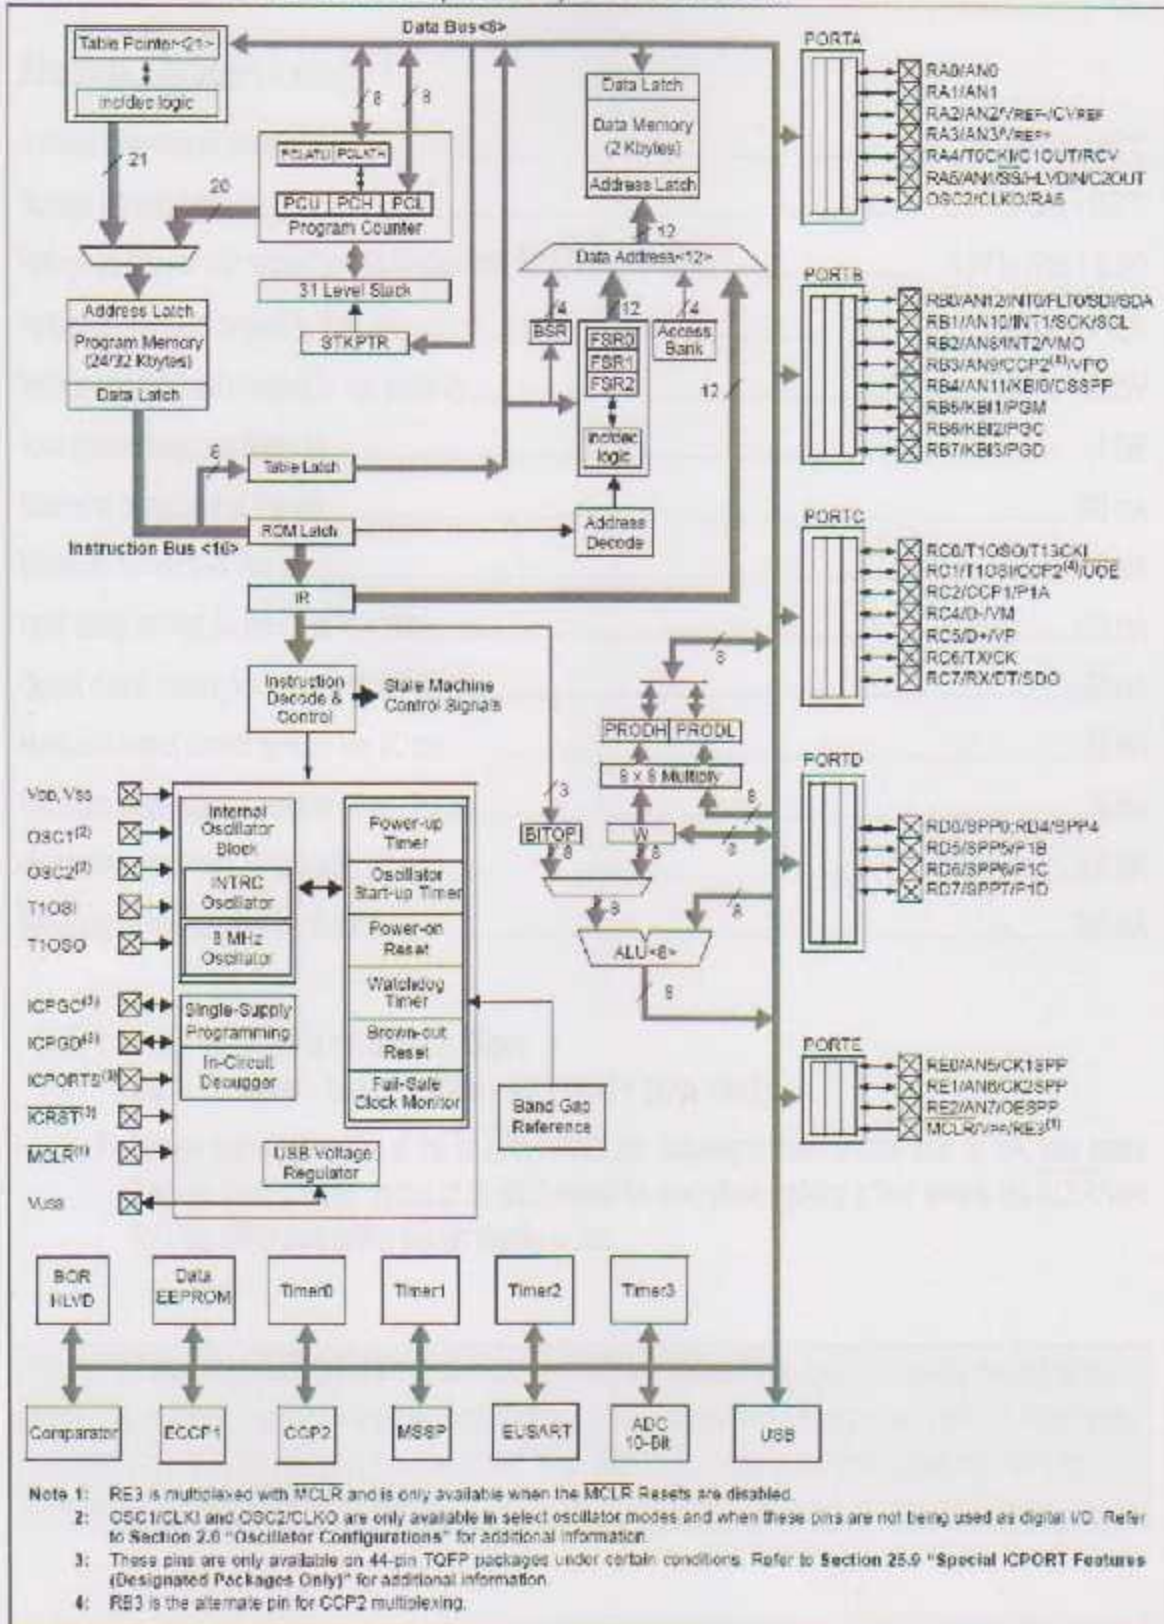 Data Bus<8>
Table Pointer<21>
inc/dec logic
21
20
8
8
PCLATU PCLATH
PCU PCH PCL
Program Counter
31 Level Stack
STKPTR
Address Latch
Program Memory
(24/32 Kbytes)
Data Latch
8
Table Latch
ROM Latch
Instruction Bus <16>
IR
Data Latch
Data Memory
(2 Kbytes)
Address Latch
12
Data Address<12>
4
12
4
BSR
FSR0
FSR1
FSR2
Access
Bank
12
inc/dec
logic
Address
Decode
Instruction
Decode &
Control
State Machine
Control Signals
8
PRODH PRODL
8 x 8 Multiply
3
8
BITOP
W
8
8
8
8
8
ALU<8>
8
VDD, VSS
OSC1(2)
OSC2(2)
T1OSI
T1OSO
ICPGC(3)
ICPGD(3)
ICPORTS(3)
ICRST(3)
MCLR(1)
VUSB
Internal
Oscillator
Block
INTRC
Oscillator
8 MHz
Oscillator
Single-Supply
Programming
In-Circuit
Debugger
Power-up
Timer
Oscillator
Start-up Timer
Power-on
Reset
Watchdog
Timer
Brown-out
Reset
Fail-Safe
Clock Monitor
Band Gap
Reference
USB Voltage
Regulator
PORTA
RA0/AN0
RA1/AN1
RA2/AN2/VREF-/CVREF
RA3/AN3/VREF+
RA4/T0CKI/C1OUT/RCV
RA5/AN4/SS/HLVDIN/C2OUT
OSC2/CLKO/RA6
PORTB
RB0/AN12/INT0/FLT0/SDI/SDA
RB1/AN10/INT1/SCK/SCL
RB2/AN8/INT2/VMO
RB3/AN9/CCP2(4)/VPO
RB4/AN11/KBI0/CSSPP
RB5/KBI1/PGM
RB6/KBI2/PGC
RB7/KBI3/PGD
PORTC
RC0/T1OSO/T13CKI
RC1/T1OSI/CCP2(4)/UOE
RC2/CCP1/P1A
RC4/D-/VM
RC5/D+/VP
RC6/TX/CK
RC7/RX/DT/SDO
PORTD
RD0/SPP0:RD4/SPP4
RD5/SPP5/P1B
RD6/SPP6/P1C
RD7/SPP7/P1D
PORTE
RE0/AN5/CK1SPP
RE1/AN6/CK2SPP
RE2/AN7/OESPP
MCLR/VPP/RE3(1)
BOR
HLVD
Data
EEPROM
Timer0
Timer1
Timer2
Timer3
Comparator
ECCP1
CCP2
MSSP
EUSART
ADC
10-Bit
USB
Note 1: RE3 is multiplexed with MCLR and is only available when the MCLR Resets are disabled.
2: OSC1/CLKI and OSC2/CLKO are only available in select oscillator modes and when these pins are not being used as digital I/O. Refer
to Section 2.0 "Oscillator Configurations" for additional information.
3: These pins are only available on 44-pin TQFP packages under certain conditions. Refer to Section 25.9 "Special ICPORT Features
(Designated Packages Only)" for additional information.
4: RB3 is the alternate pin for CCP2 multiplexing.